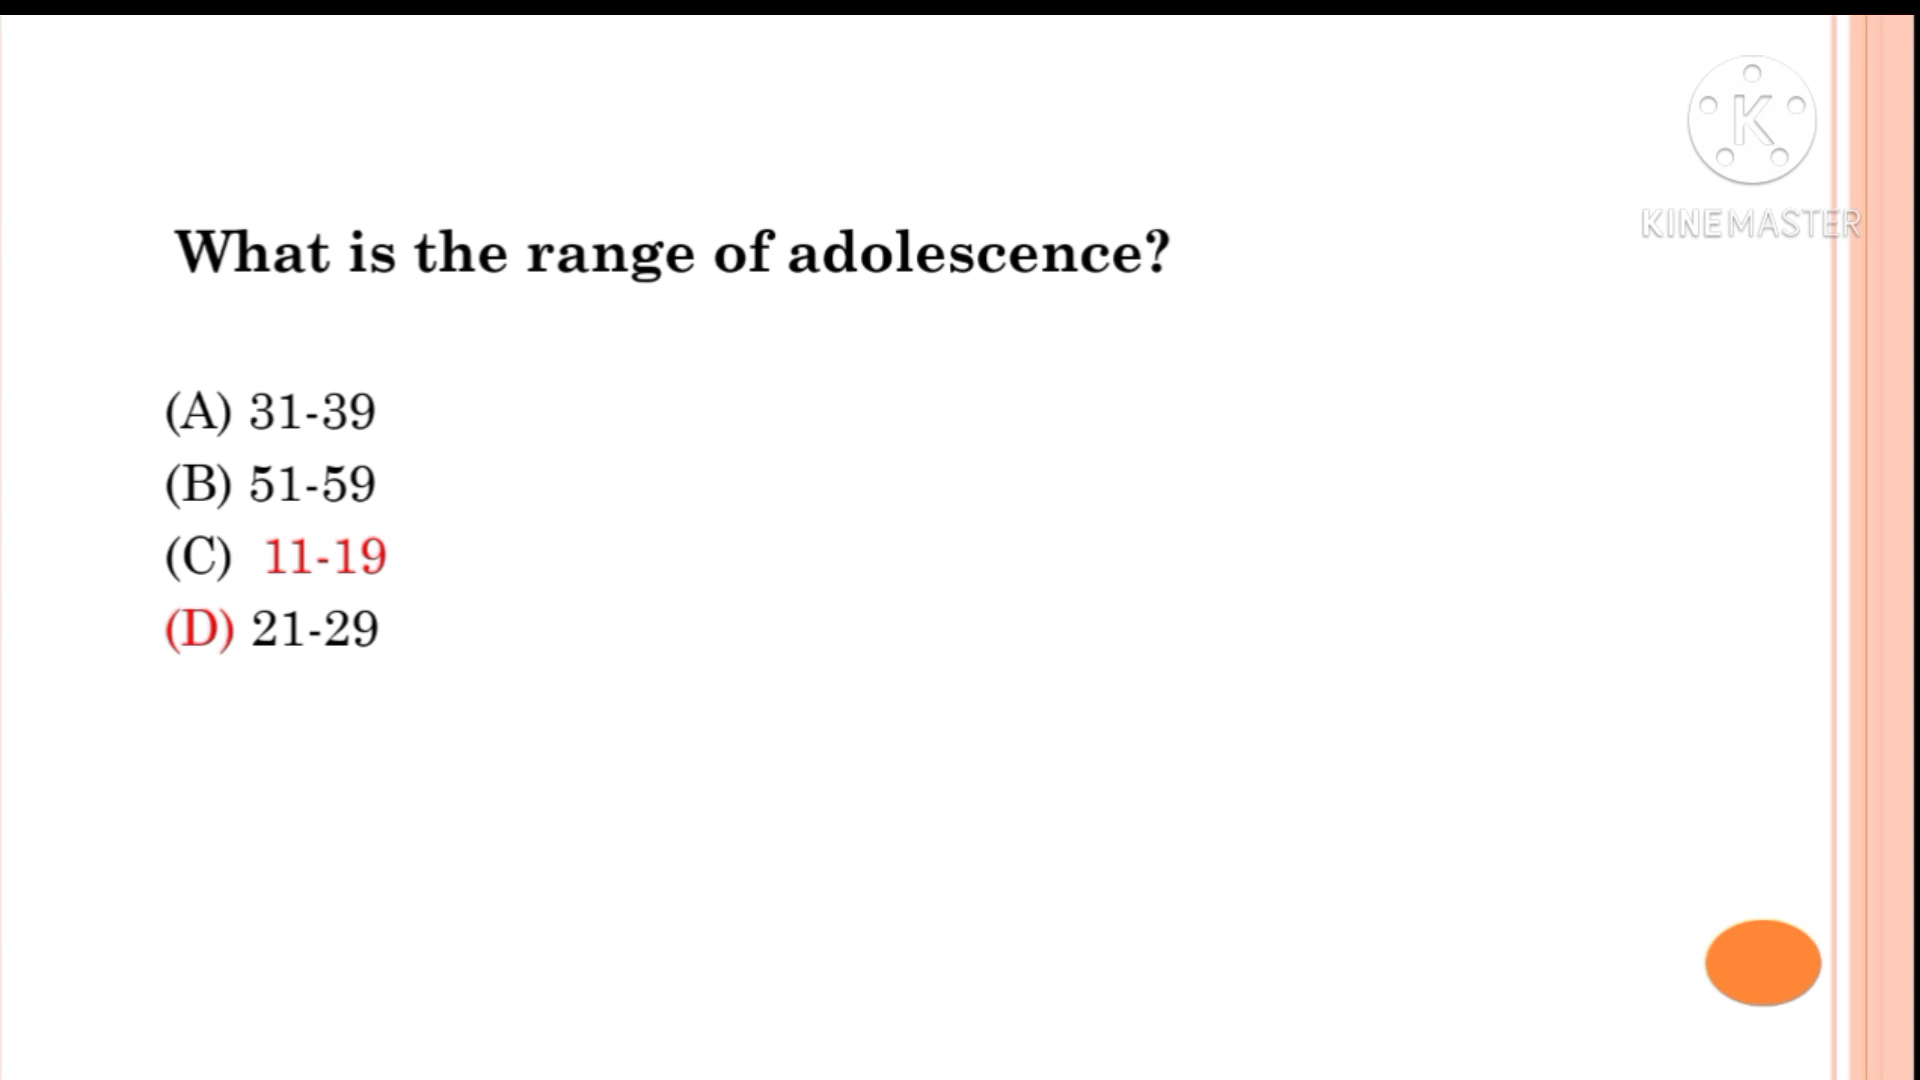 K
KINEMASTER
What is the range of adolescence?
(A) 31-39
(B) 51-59
(C) 11-19
(D) 21-29